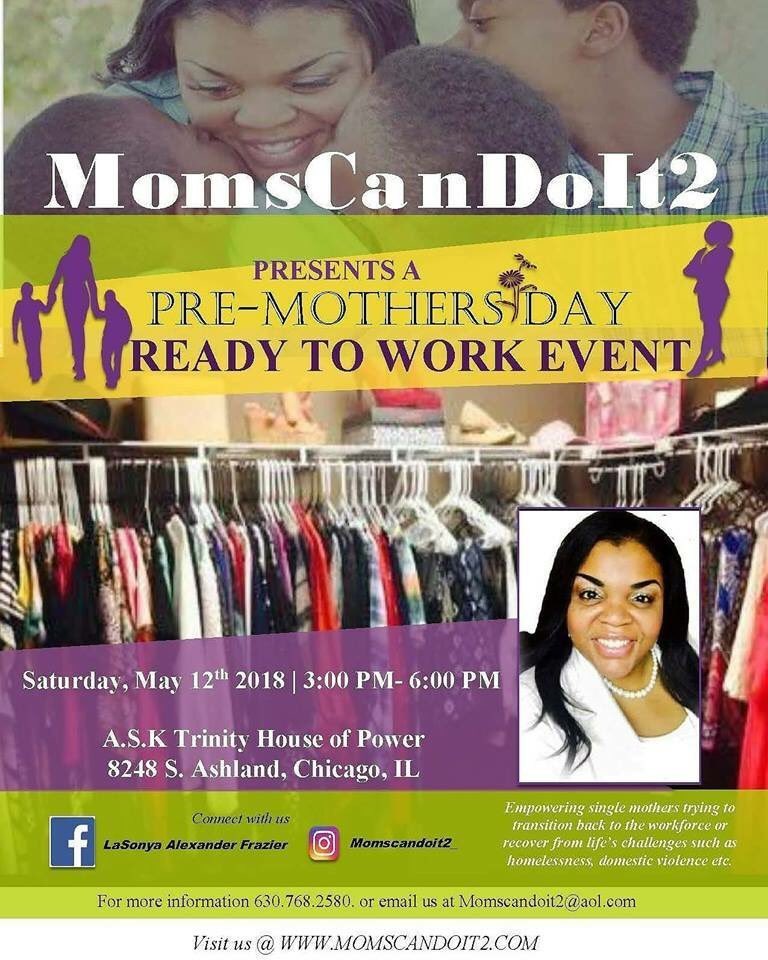 MomsCanDoIt2
PRESENTS A
PRE-MOTHERS DAY
READY TO WORK EVENT
Saturday, May 12th 2018 | 3:00 PM- 6:00 PM
A.S.K Trinity House of Power
8248 S. Ashland, Chicago, IL
Connect with us
f LaSonya Alexander Frazier Momscandoit2_
Empowering single mothers trying to
transition back to the workforce or
recover from life's challenges such as
homelessness, domestic violence etc.
For more information 630.768.2580. or email us at Momscandoit2@aol.com
Visit us @ WWW.MOMSCANDOIT2.COM